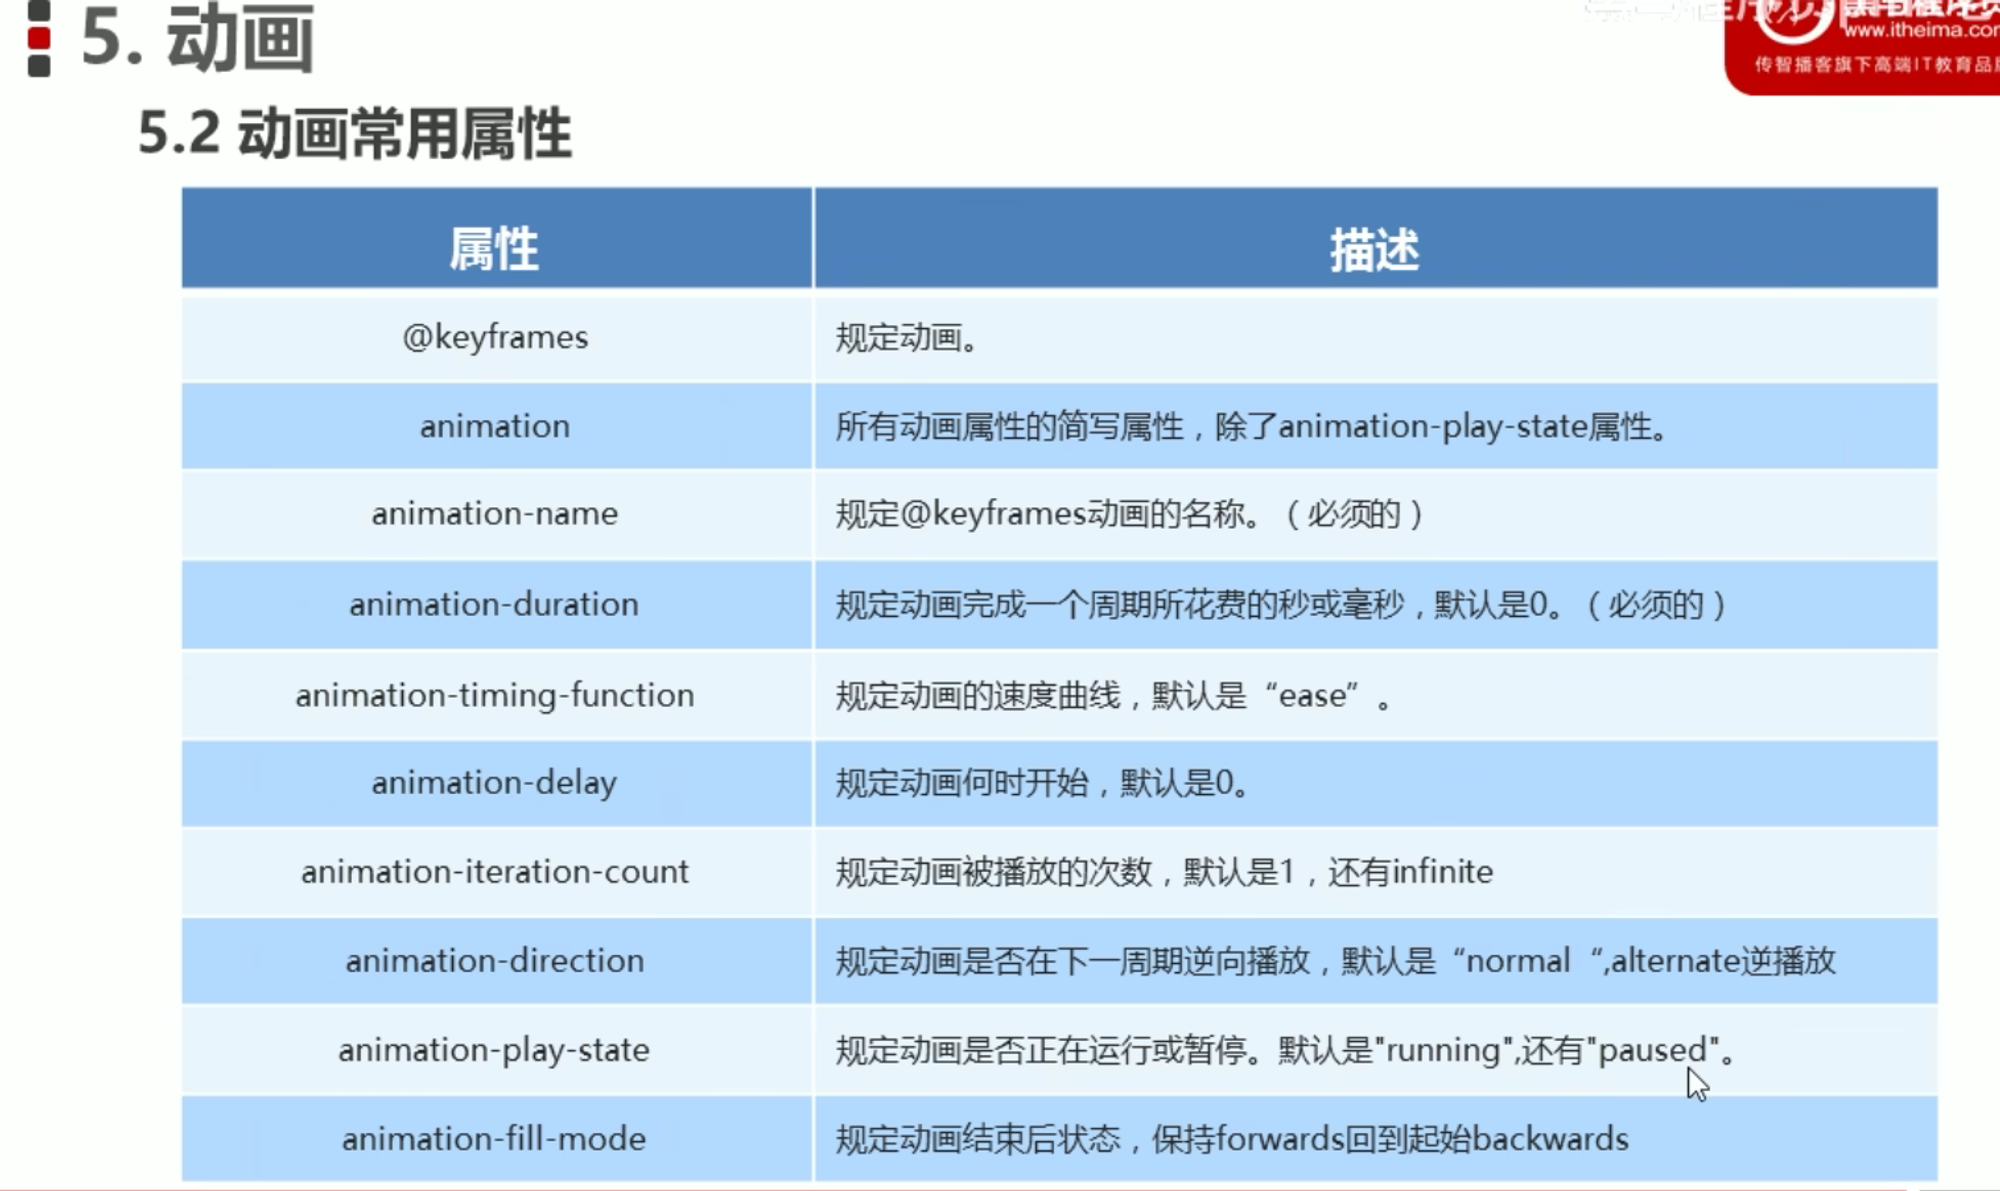 5. 动画
www.itheima.com
传智播客旗下高端IT教育品
5.2 动画常用属性
属性 描述
@keyframes 规定动画。
animation 所有动画属性的简写属性，除了animation-play-state属性。
animation-name 规定@keyframes动画的名称。（必须的）
animation-duration 规定动画完成一个周期所花费的秒或毫秒，默认是0。（必须的）
animation-timing-function 规定动画的速度曲线，默认是“ease”。
animation-delay 规定动画何时开始，默认是0。
animation-iteration-count 规定动画被播放的次数，默认是1，还有infinite
animation-direction 规定动画是否在下一周期逆向播放，默认是“normal “,alternate逆播放
animation-play-state 规定动画是否正在运行或暂停。默认是"running",还有"paused"。
animation-fill-mode 规定动画结束后状态，保持forwards回到起始backwards